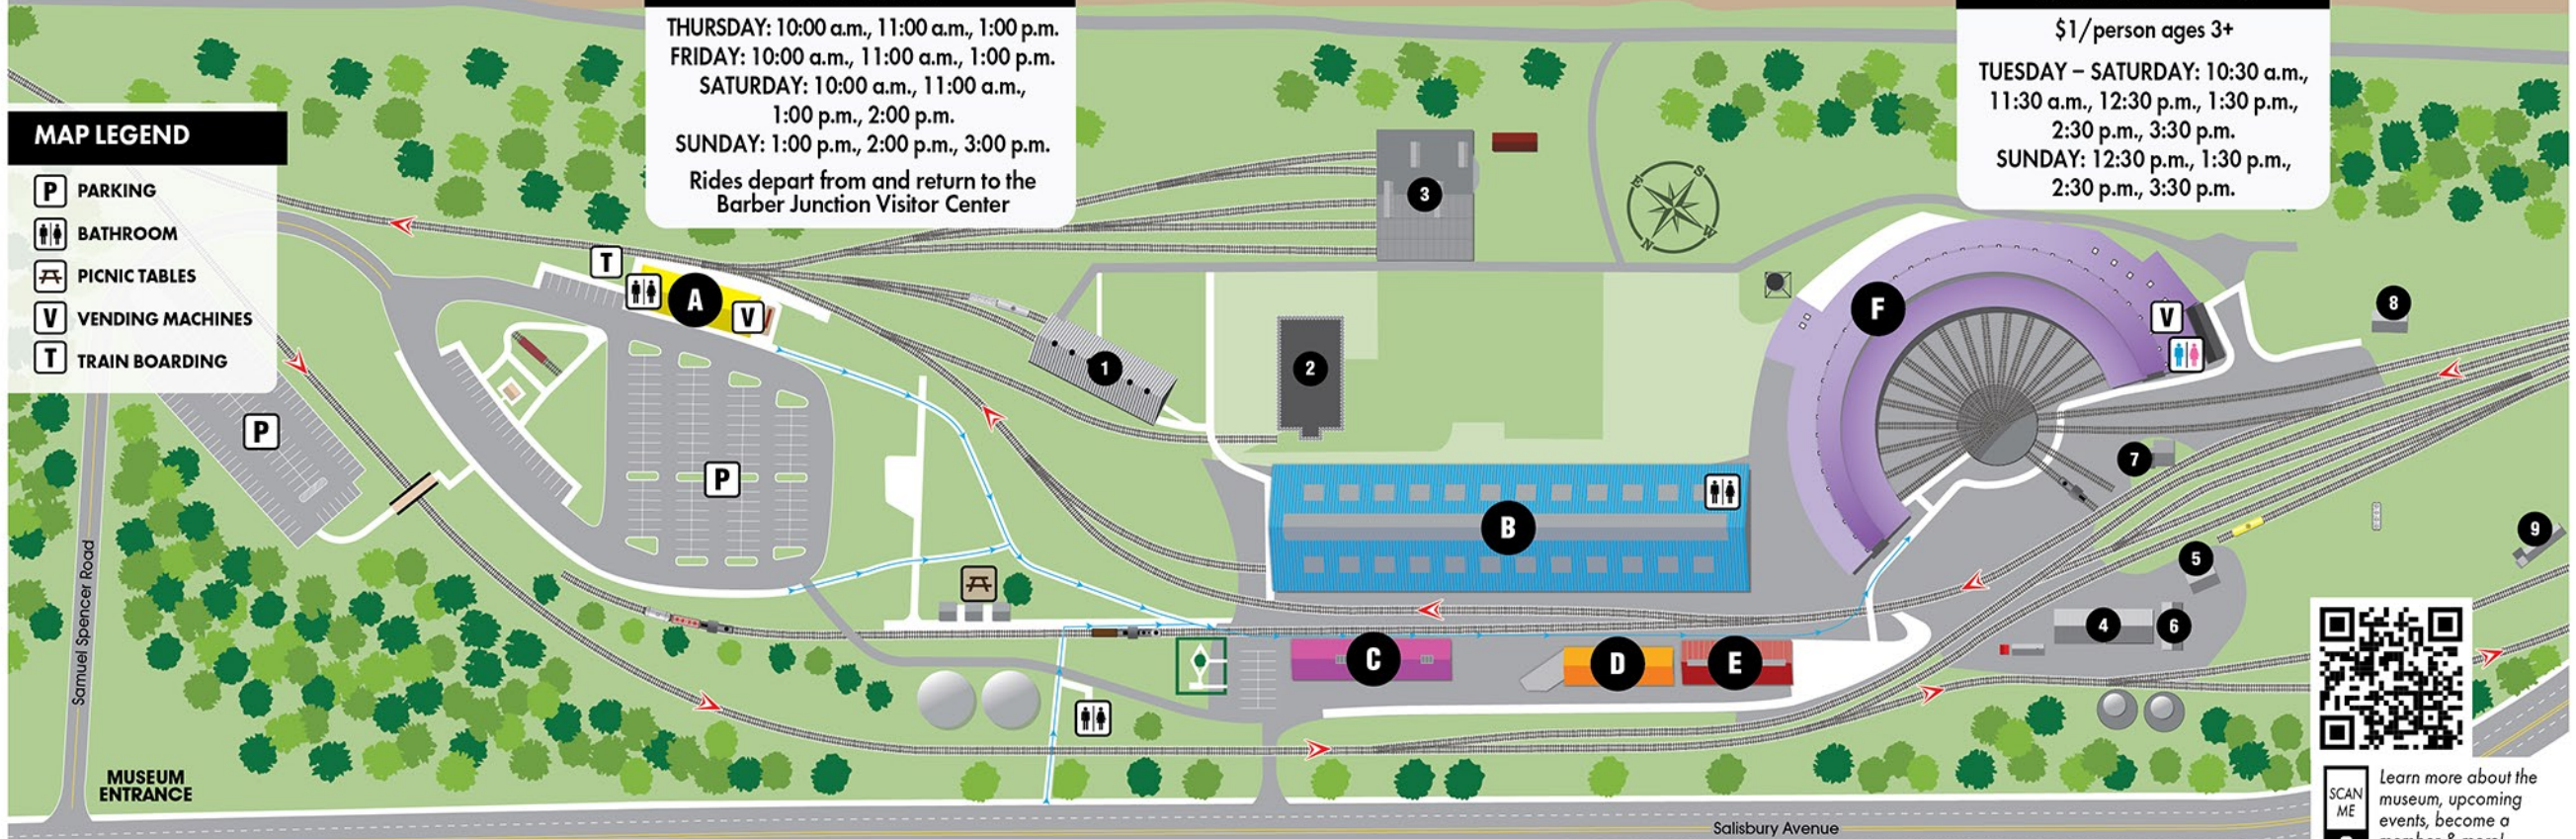 THURSDAY: 10:00 a.m., 11:00 a.m., 1:00 p.m.
FRIDAY: 10:00 a.m., 11:00 a.m., 1:00 p.m.
SATURDAY: 10:00 a.m., 11:00 a.m.,
1:00 p.m., 2:00 p.m.
SUNDAY: 1:00 p.m., 2:00 p.m., 3:00 p.m.
Rides depart from and return to the
Barber Junction Visitor Center
$1/person ages 3+
TUESDAY – SATURDAY: 10:30 a.m.,
11:30 a.m., 12:30 p.m., 1:30 p.m.,
2:30 p.m., 3:30 p.m.
SUNDAY: 12:30 p.m., 1:30 p.m.,
2:30 p.m., 3:30 p.m.
MAP LEGEND
P PARKING
BATHROOM
PICNIC TABLES
V VENDING MACHINES
T TRAIN BOARDING
T
A
V
P
P
1
2
3
S
E
W
N
F
V
8
7
9
5
4
6
B
C
D
E
Samuel Spencer Road
MUSEUM
ENTRANCE
Salisbury Avenue
SCAN
ME
Learn more about the
museum, upcoming
events, become a
member & more!